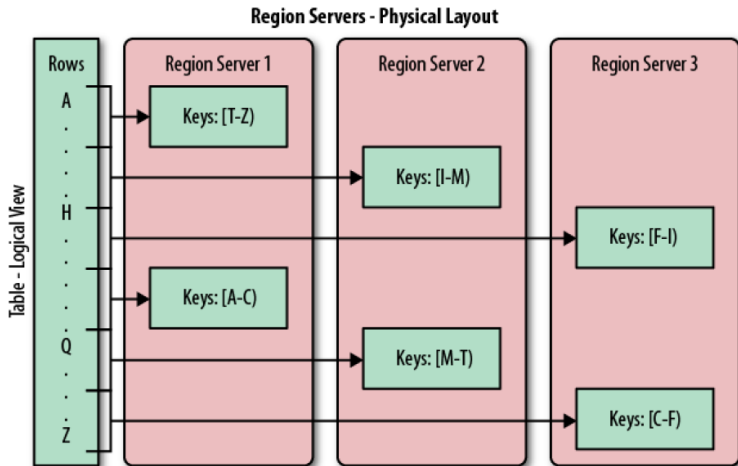 Region Servers - Physical Layout
Rows
Region Server 1
Region Server 2
Region Server 3
A
.
.
.
.
H
.
.
.
.
.
Q
.
.
.
Z
Keys: [T-Z)
Keys: [I-M)
Keys: [F-I)
Keys: [A-C)
Keys: [M-T)
Keys: [C-F)
Table - Logical View